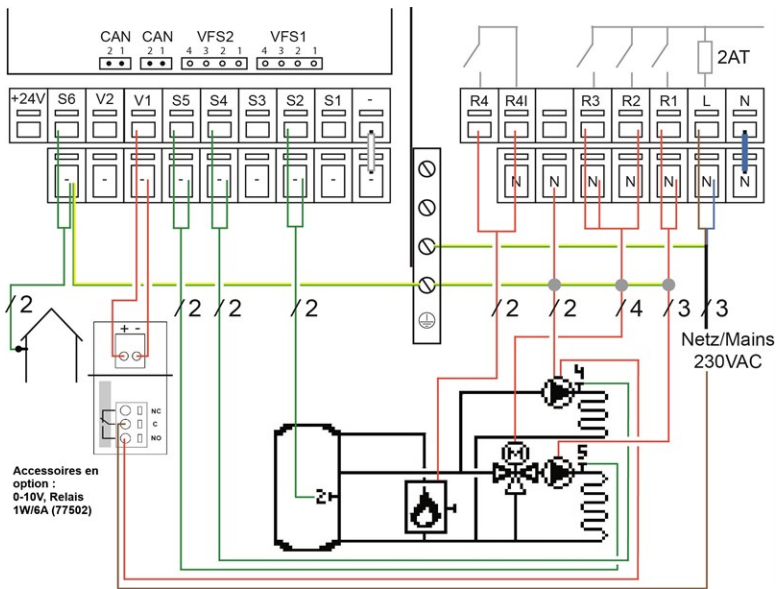 CAN CAN VFS2 VFS1
2 1 2 1 4 3 2 1 4 3 2 1
2AT
+24V S6 V2 V1 S5 S4 S3 S2 S1 - R4 R4I R3 R2 R1 L N
- - - - - - - - - N N N N N N N
2 2 2 2 2 2 4 3 3
+ -
Netz/Mains
230VAC
NC
C
NO
4
M
5
2
Accessoires en
option :
0-10V, Relais
1W/6A (77502)